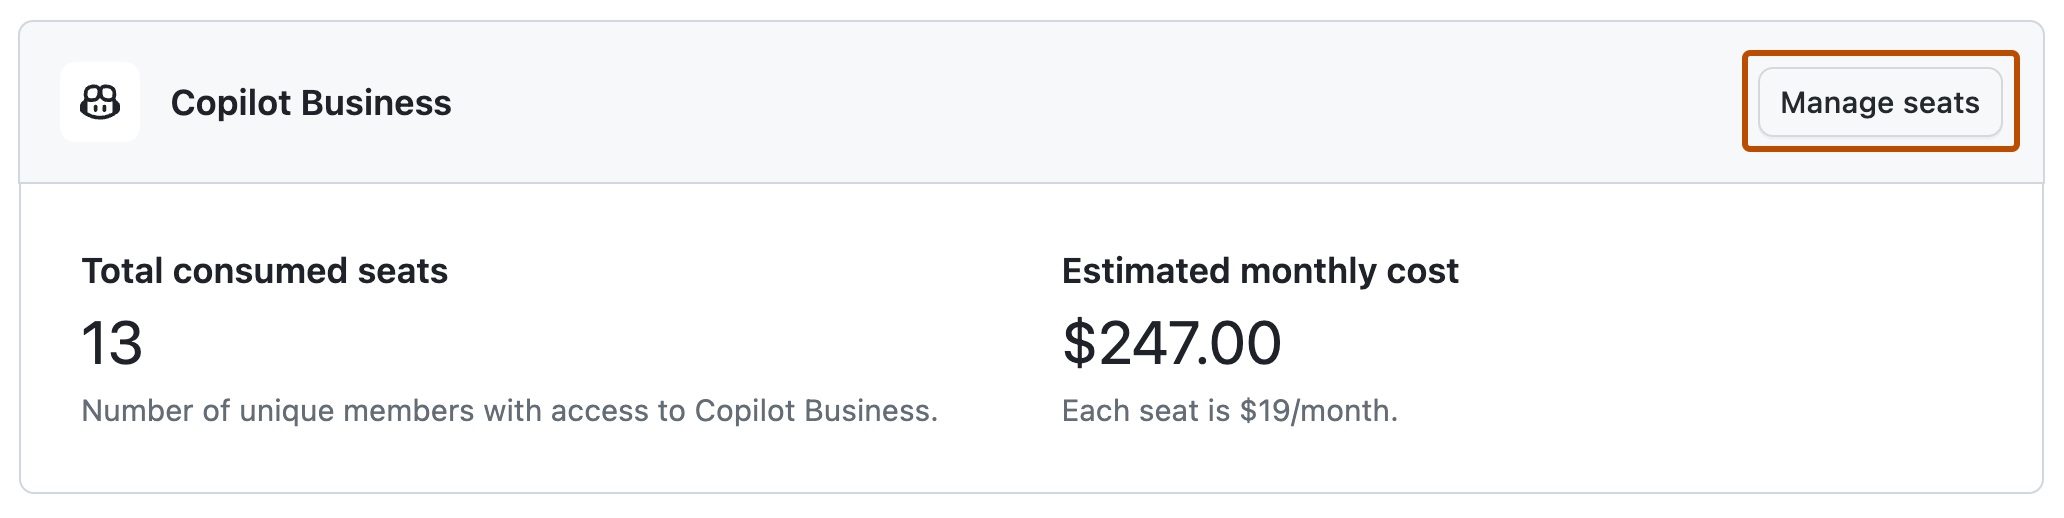 Copilot Business
Manage seats
Total consumed seats
13
Number of unique members with access to Copilot Business.
Estimated monthly cost
$247.00
Each seat is $19/month.